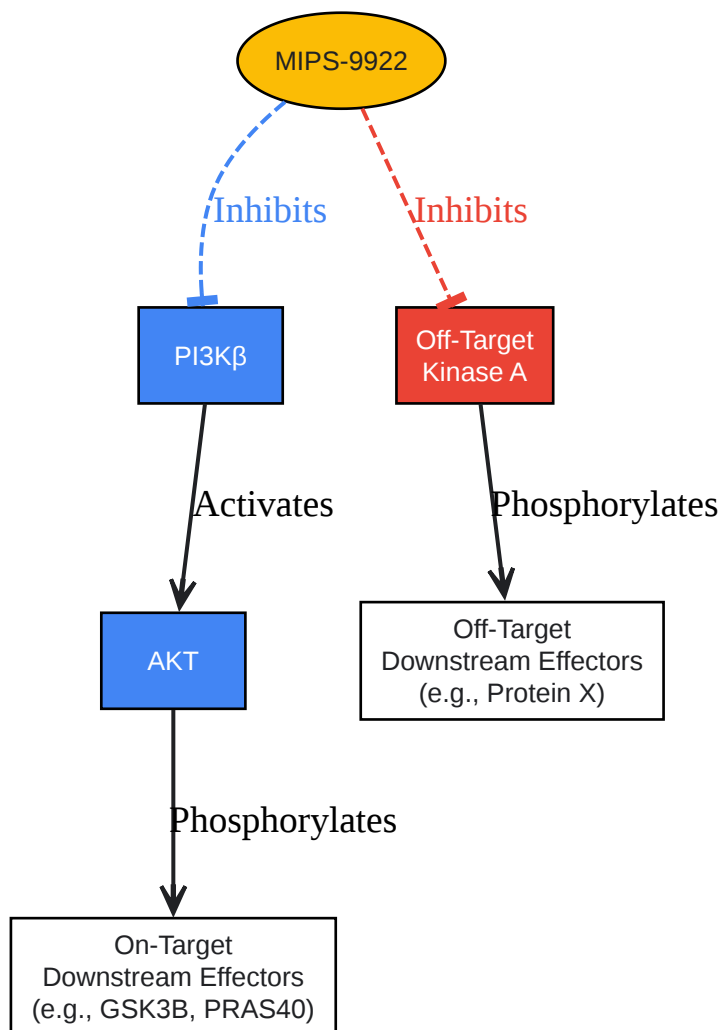 MIPS-9922
Inhibits
Inhibits
PI3Kβ
Off-Target
Kinase A
Activates
Phosphorylates
AKT
Off-Target
Downstream Effectors
(e.g., Protein X)
Phosphorylates
On-Target
Downstream Effectors
(e.g., GSK3B, PRAS40)